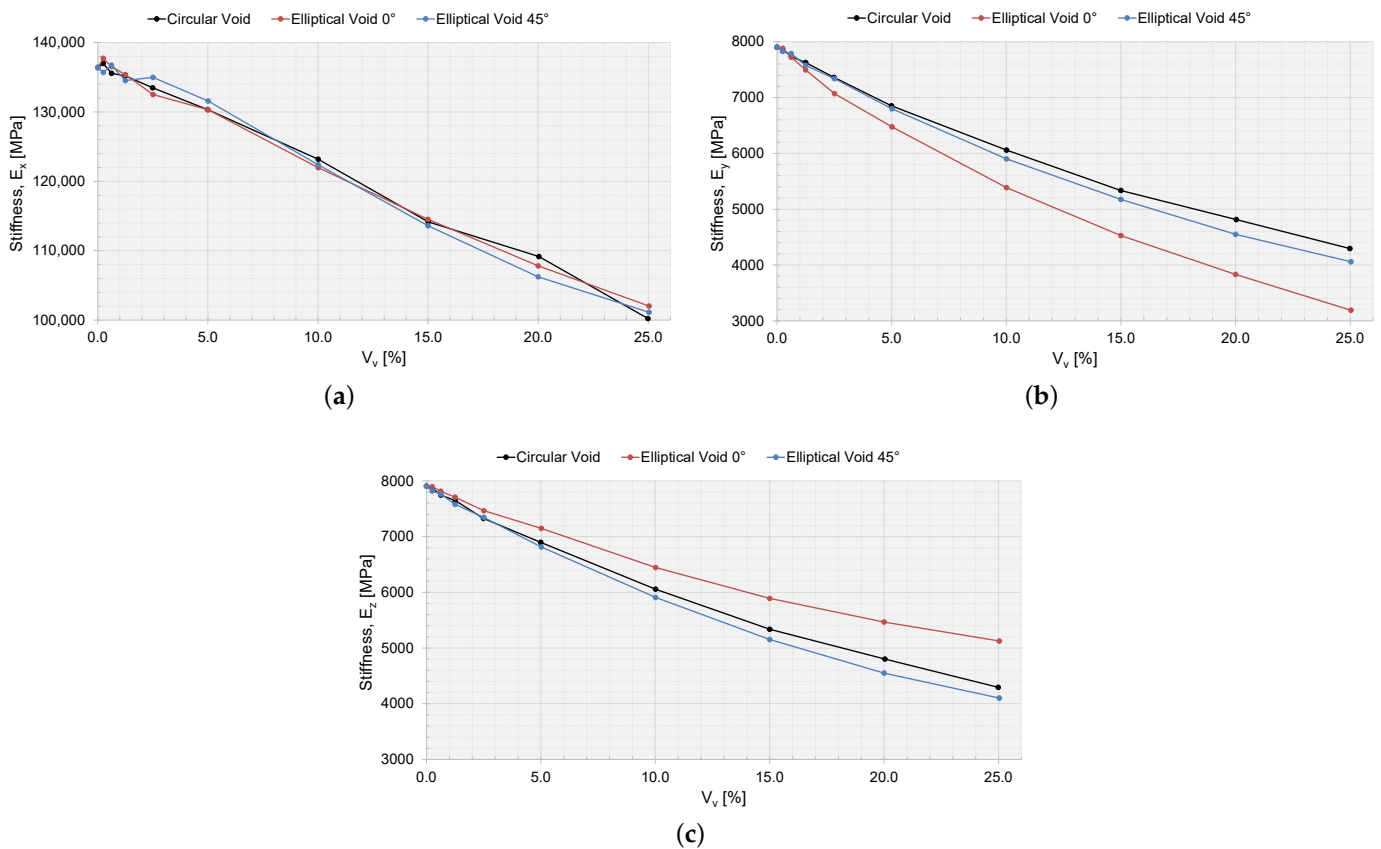 Circular Void Elliptical Void 0° Elliptical Void 45°
140,000
130,000
120,000
110,000
100,000
Stiffness, Ex [MPa]
0.0 5.0 10.0 15.0 20.0 25.0
Vv [%]
(a)
Circular Void Elliptical Void 0° Elliptical Void 45°
8000
7000
6000
5000
4000
3000
Stiffness, Ey [MPa]
0.0 5.0 10.0 15.0 20.0 25.0
Vv [%]
(b)
Circular Void Elliptical Void 0° Elliptical Void 45°
8000
7000
6000
5000
4000
3000
Stiffness, Ez [MPa]
0.0 5.0 10.0 15.0 20.0 25.0
Vv [%]
(c)